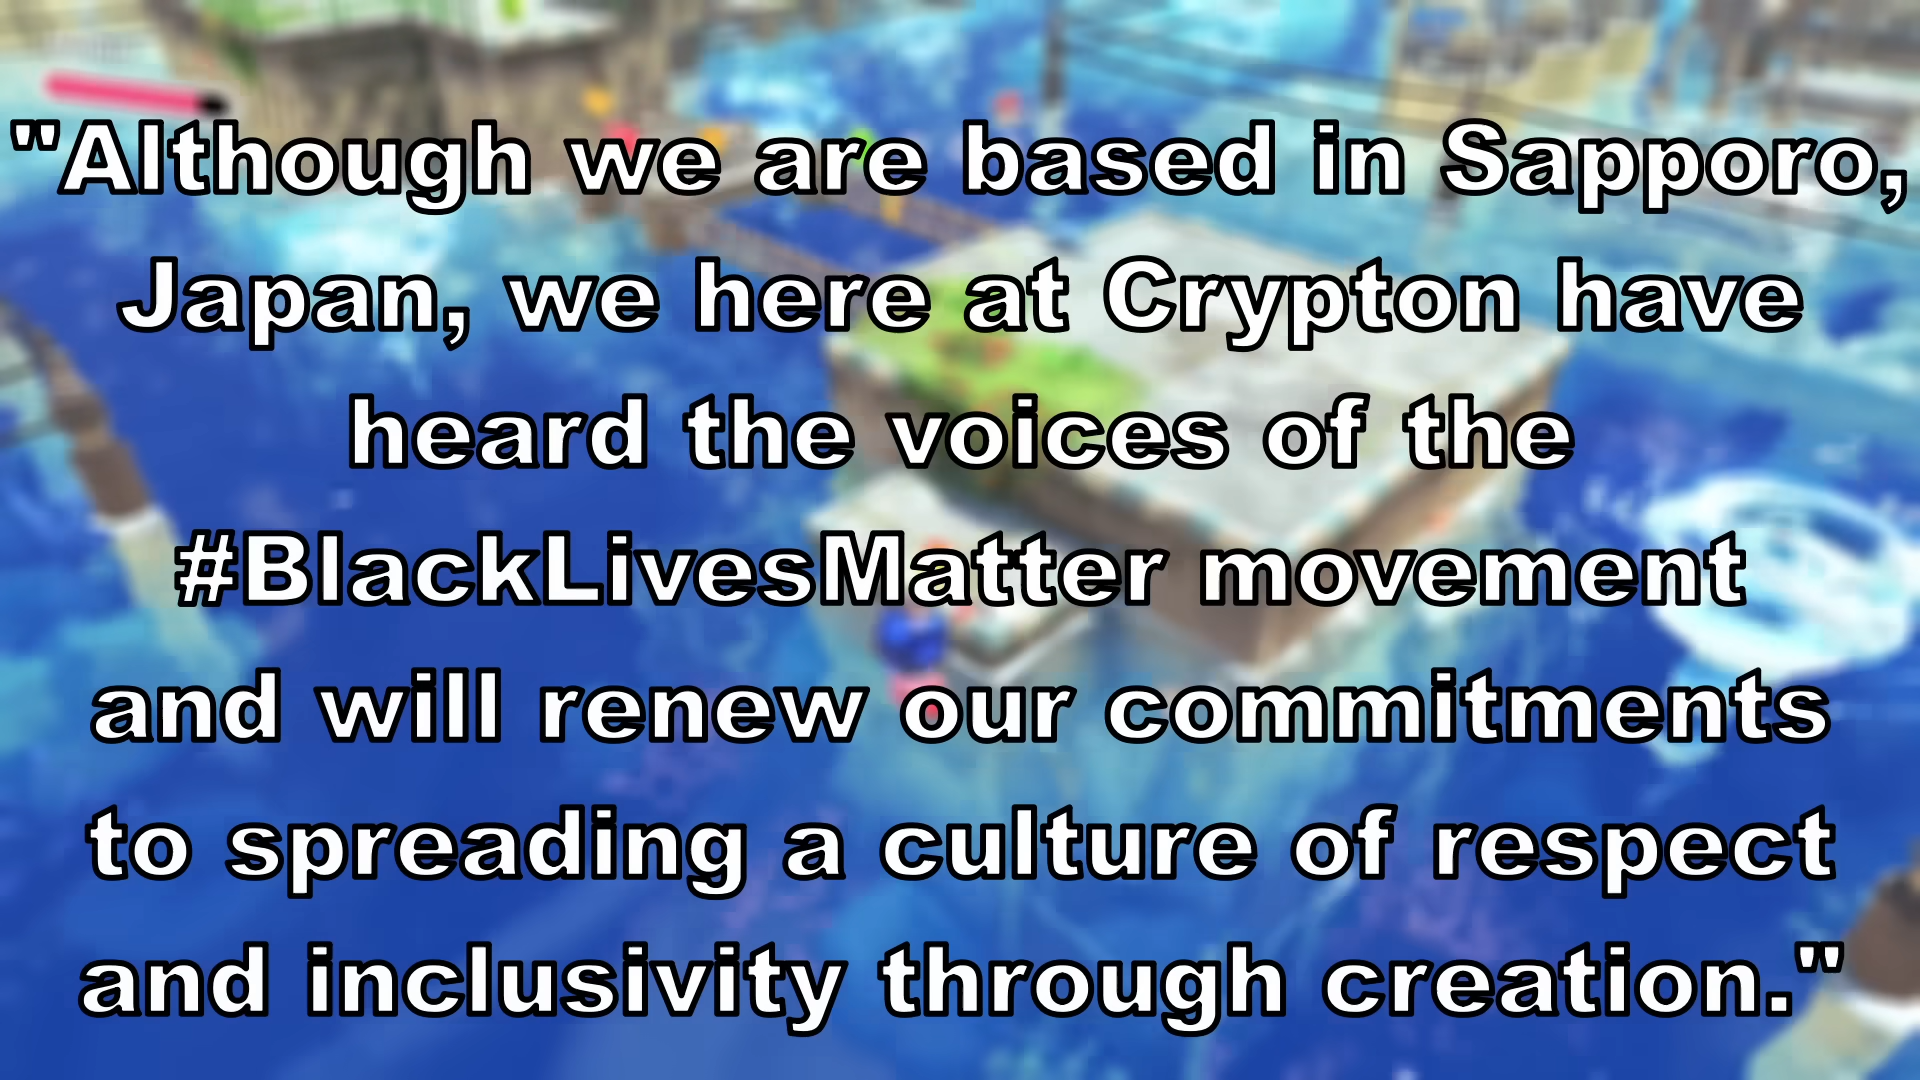 "Although we are based in Sapporo,
Japan, we here at Crypton have
heard the voices of the
#BlackLivesMatter movement
and will renew our commitments
to spreading a culture of respect
and inclusivity through creation."